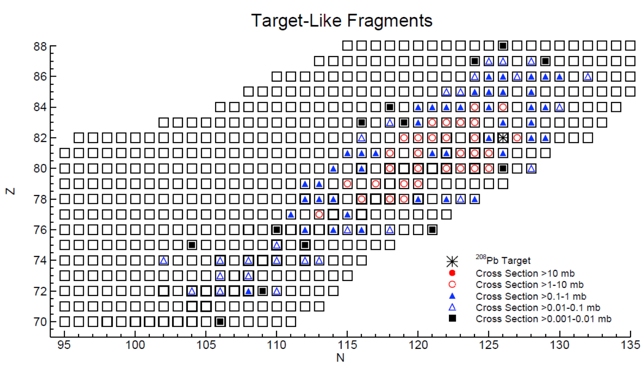 Target-Like Fragments
88
86
84
82
80
78
76
74
72
70
Z
95 100 105 110 115 120 125 130 135
N
208Pb Target
Cross Section >10 mb
Cross Section >1-10 mb
Cross Section >0.1-1 mb
Cross Section >0.01-0.1 mb
Cross Section >0.001-0.01 mb